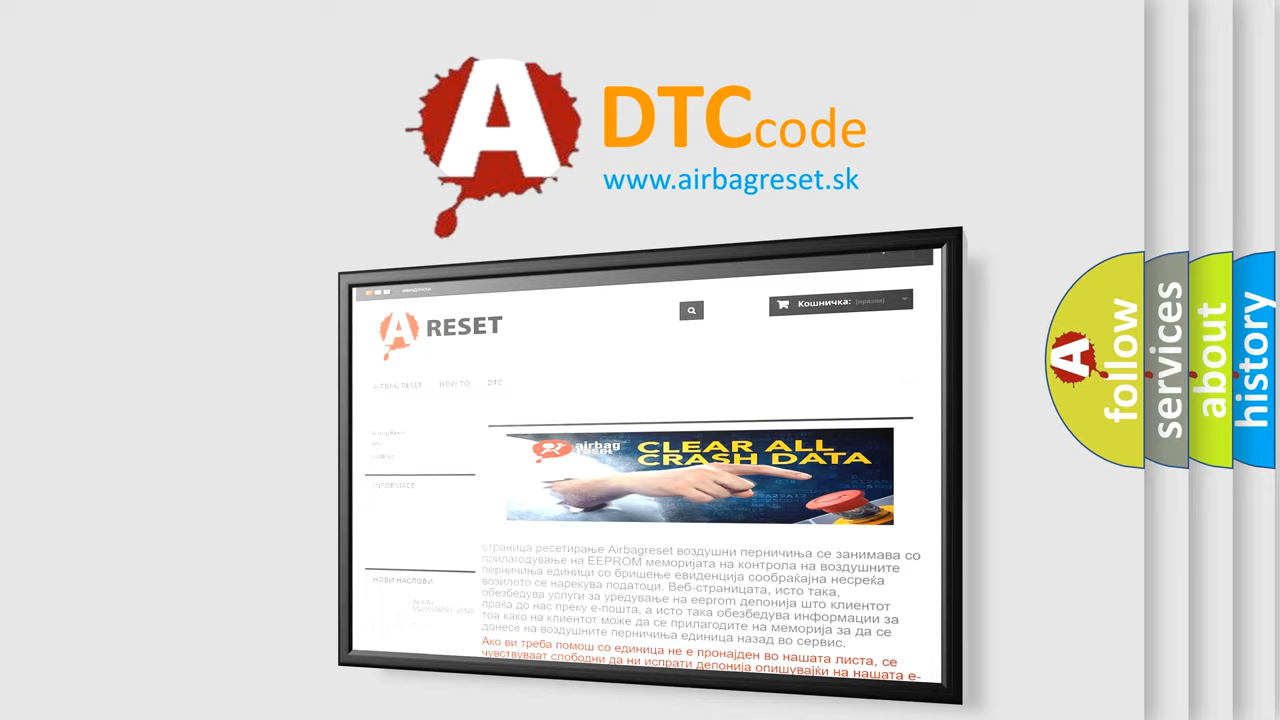 A
DTCcode
www.airbagreset.sk
A RESET
Кошничка: (празни)
AIRBAG RESET HOW TO DTC
airbag
reset
CLEAR ALL
CRASH DATA
INFORMACE
страница ресетирање Airbagreset воздушни перничиња се занимава со
прилагодување на EEPROM меморијата на контрола на воздушните
перничиња единици со бришење евиденција сообраќајна несреќа
возилото се нарекува податоци. Веб-страницата, исто така,
обезбедува услуги за уредување на eeprom депонија што клиентот
праќа до нас преку е-пошта, а исто така обезбедува информации за
тоа како на клиентот може да се прилагодите на меморија за да се
донесе на воздушните перничиња единица назад во сервис.
Ако ви треба помош со единица не е пронајден во нашата листа, се
чувствуваат слободни да ни испрати депонија опишувајќи на нашата е-
НОВИ НАСЛОВИ
A
follow
services
about
history